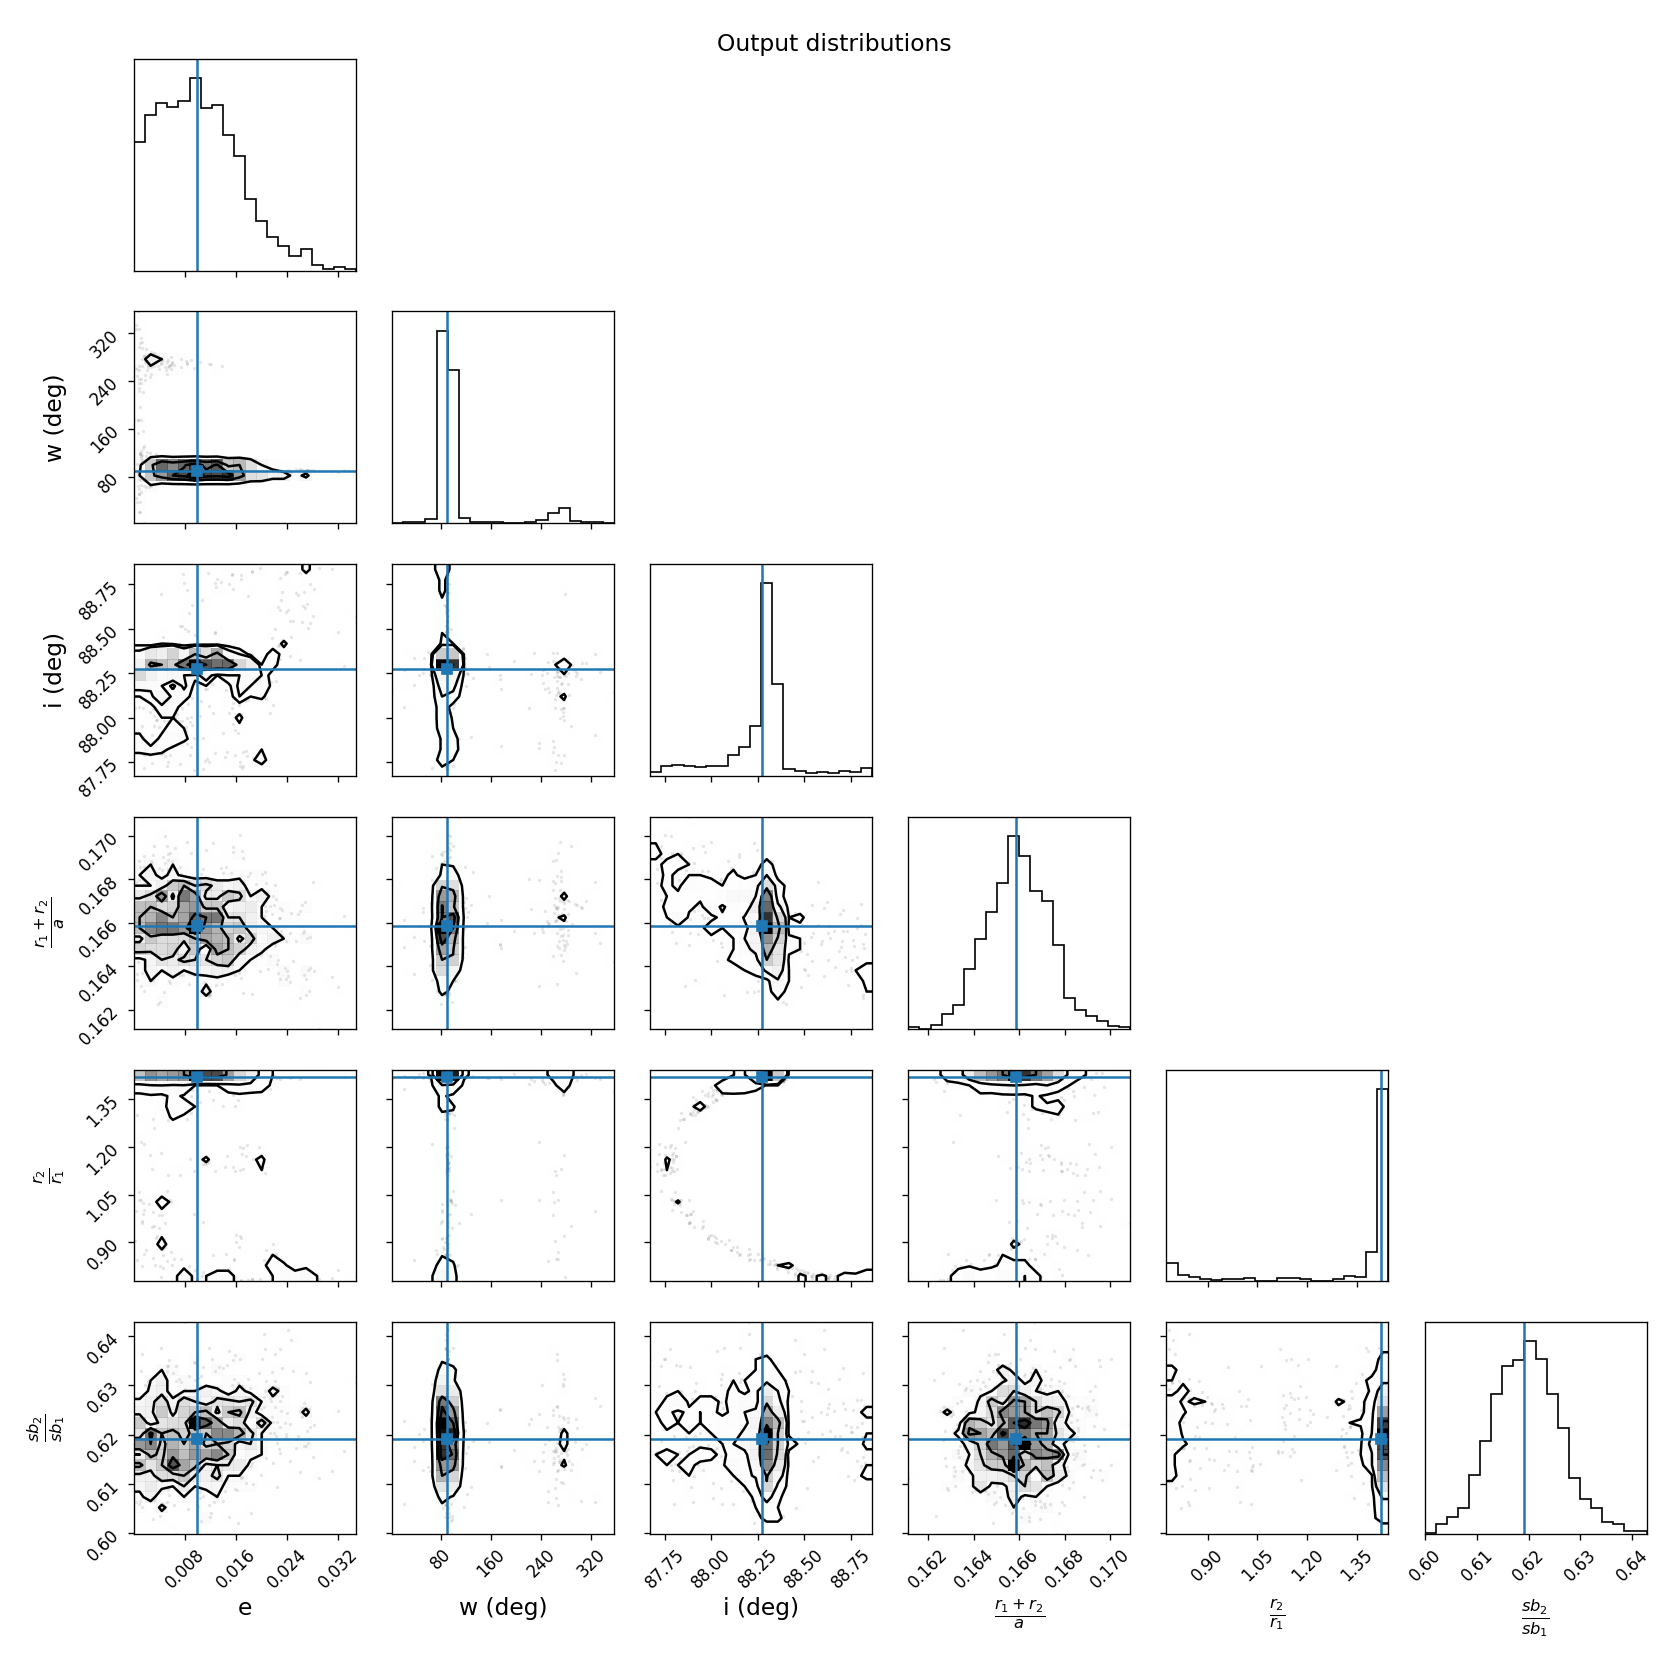 Output distributions
w (deg)
320
240
160
80
i (deg)
88.75
88.50
88.25
88.00
87.75
r₁ + r₂
a
0.170
0.168
0.166
0.164
0.162
r₂
r₁
1.35
1.20
1.05
0.90
sb₂
sb₁
0.64
0.63
0.62
0.61
0.60
0.008 0.016 0.024 0.032
80 160 240 320
87.75 88.00 88.25 88.50 88.75
0.162 0.164 0.166 0.168 0.170
0.90 1.05 1.20 1.35
0.60 0.61 0.62 0.63 0.64
e
w (deg)
i (deg)
r₁ + r₂
a
r₂
r₁
sb₂
sb₁